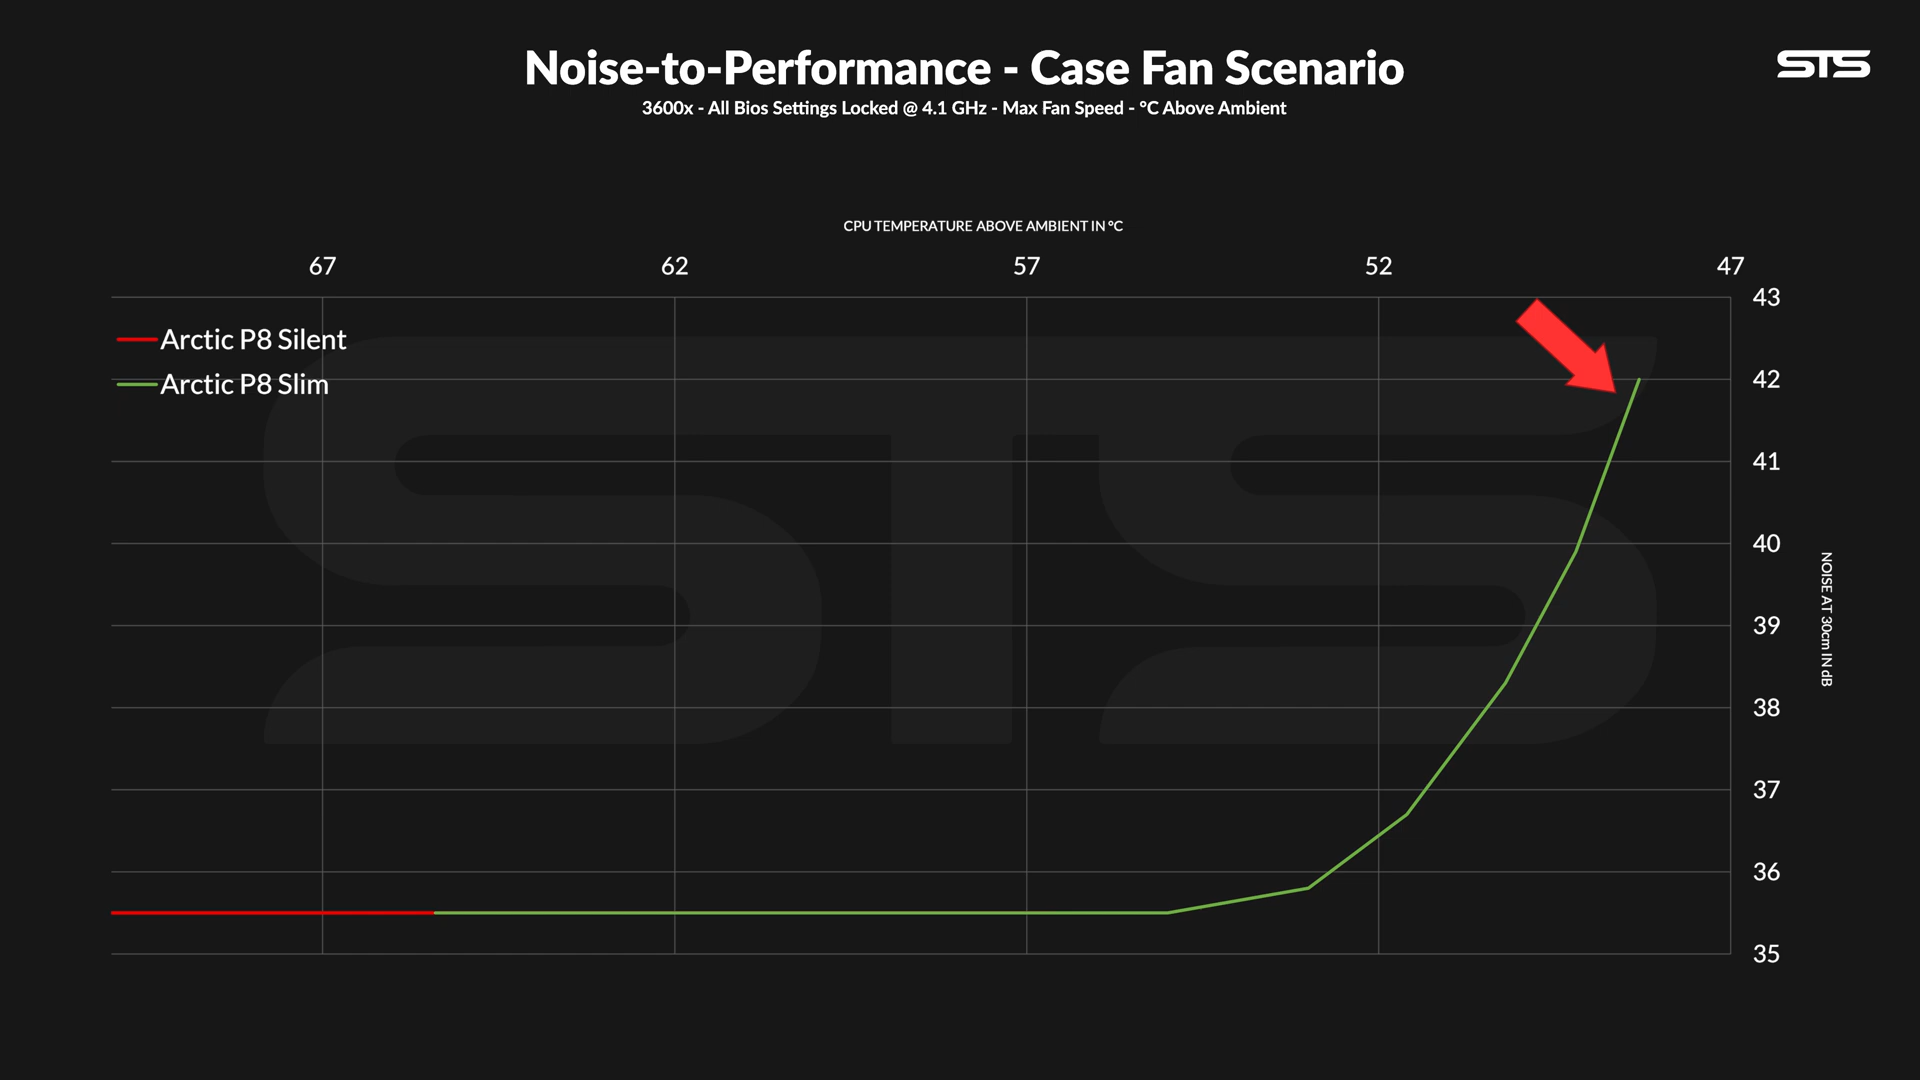 Noise-to-Performance - Case Fan Scenario
STS
3600x - All Bios Settings Locked @ 4.1 GHz - Max Fan Speed - °C Above Ambient
CPU TEMPERATURE ABOVE AMBIENT IN °C
67 62 57 52 47
43
Arctic P8 Silent
Arctic P8 Slim
42
41
40
39
38
37
36
35
NOISE AT 30cm IN dB
STS